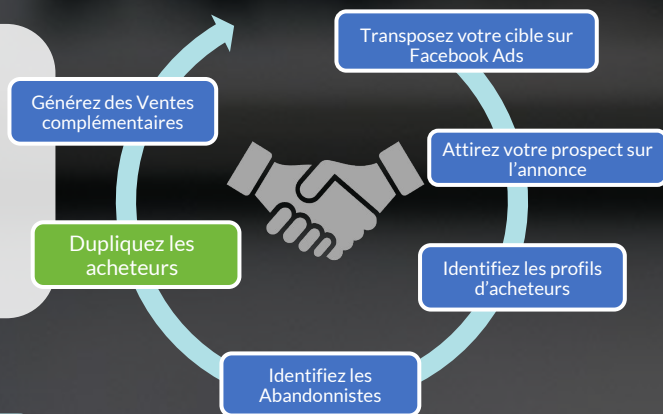 Transposez votre cible sur
Facebook Ads
Attirez votre prospect sur
l'annonce
Identifiez les profils
d'acheteurs
Identifiez les
Abandonnistes
Dupliquez les
acheteurs
Générez des Ventes
complémentaires